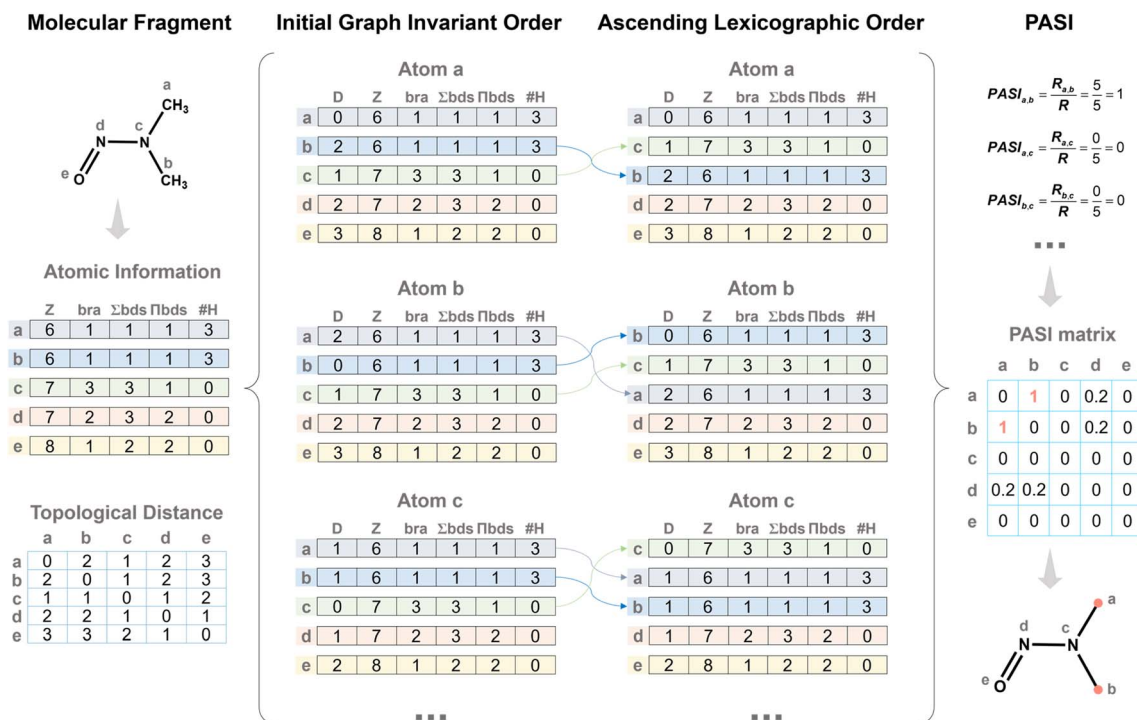 Molecular Fragment
a
CH3
d
c
N
N
b
e
O
CH3
Atomic Information
Z bra Σbds Πbds #H
a 6 1 1 1 3
b 6 1 1 1 3
c 7 3 3 1 0
d 7 2 3 2 0
e 8 1 2 2 0
Topological Distance
a b c d e
a 0 2 1 2 3
b 2 0 1 2 3
c 1 1 0 1 2
d 2 2 1 0 1
e 3 3 2 1 0
Initial Graph Invariant Order
Atom a
D Z bra Σbds Πbds #H
a 0 6 1 1 1 3
b 2 6 1 1 1 3
c 1 7 3 3 1 0
d 2 7 2 3 2 0
e 3 8 1 2 2 0
Atom b
D Z bra Σbds Πbds #H
a 2 6 1 1 1 3
b 0 6 1 1 1 3
c 1 7 3 3 1 0
d 2 7 2 3 2 0
e 3 8 1 2 2 0
Atom c
D Z bra Σbds Πbds #H
a 1 6 1 1 1 3
b 1 6 1 1 1 3
c 0 7 3 3 1 0
d 1 7 2 3 2 0
e 2 8 1 2 2 0
...
Ascending Lexicographic Order
Atom a
D Z bra Σbds Πbds #H
a 0 6 1 1 1 3
c 1 7 3 3 1 0
b 2 6 1 1 1 3
d 2 7 2 3 2 0
e 3 8 1 2 2 0
Atom b
D Z bra Σbds Πbds #H
b 0 6 1 1 1 3
c 1 7 3 3 1 0
a 2 6 1 1 1 3
d 2 7 2 3 2 0
e 3 8 1 2 2 0
Atom c
D Z bra Σbds Πbds #H
c 0 7 3 3 1 0
a 1 6 1 1 1 3
b 1 6 1 1 1 3
d 1 7 2 3 2 0
e 2 8 1 2 2 0
...
PASI
PASIa,b = Ra,b/R = 5/5 = 1
PASIa,c = Ra,c/R = 0/5 = 0
PASIb,c = Rb,c/R = 0/5 = 0
...
PASI matrix
a b c d e
a 0 1 0 0.2 0
b 1 0 0 0.2 0
c 0 0 0 0 0
d 0.2 0.2 0 0 0
e 0 0 0 0 0
a
d
c
N
N
e
O
b